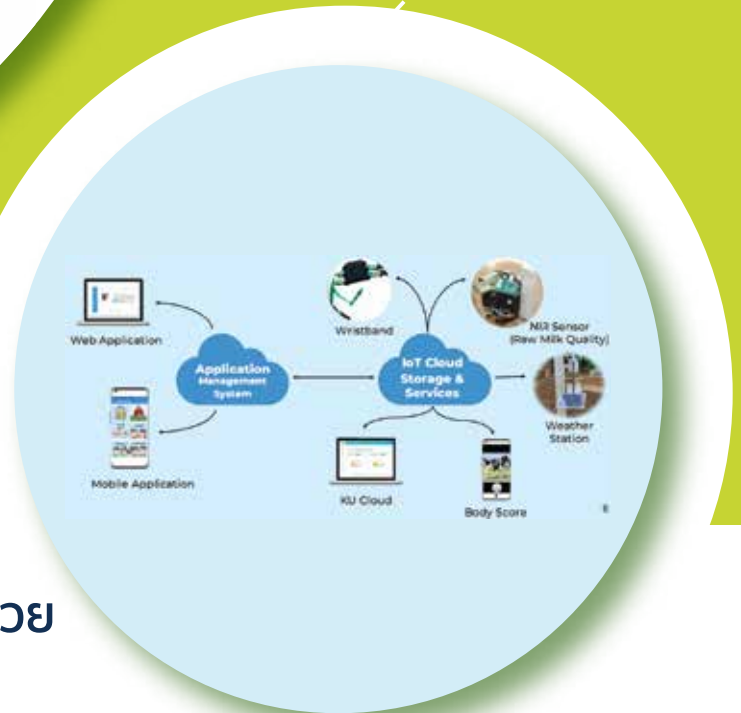 Web Application
Mobile Application
Application
Management
System
Wristband
NIR Sensor
(Raw Milk Quality)
IoT Cloud
Storage &
Services
Weather
Station
KU Cloud
Body Score
วย